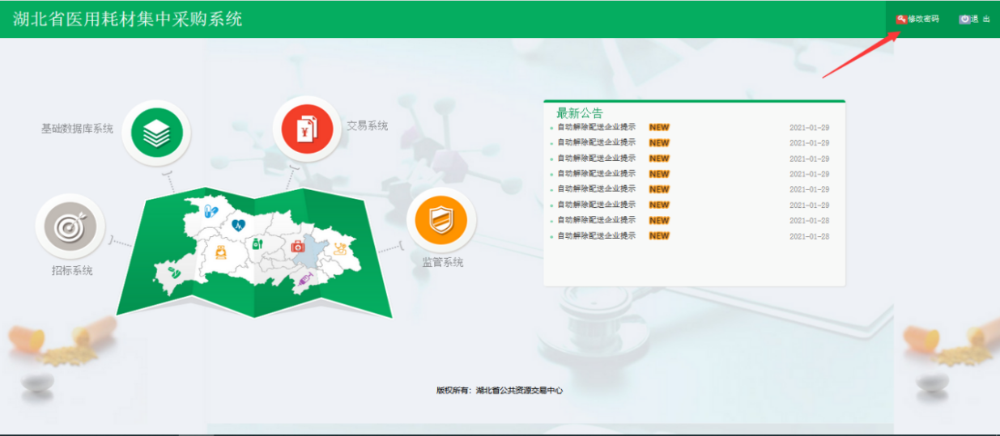 湖北省医用耗材集中采购系统
修改密码 退 出
基础数据库系统
交易系统
招标系统
监管系统
最新公告
自动解除配送企业提示 NEW 2021-01-29
自动解除配送企业提示 NEW 2021-01-29
自动解除配送企业提示 NEW 2021-01-29
自动解除配送企业提示 NEW 2021-01-29
自动解除配送企业提示 NEW 2021-01-29
自动解除配送企业提示 NEW 2021-01-29
自动解除配送企业提示 NEW 2021-01-28
自动解除配送企业提示 NEW 2021-01-28
版权所有：湖北省公共资源交易中心